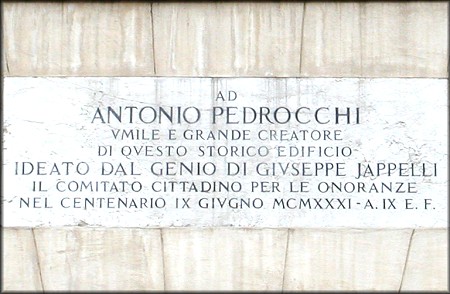 AD
ANTONIO PEDROCCHI
VMILE E GRANDE CREATORE
DI QVESTO STORICO EDIFICIO
IDEATO DAL GENIO DI GIVSEPPE JAPPELLI
IL COMITATO CITTADINO PER LE ONORANZE
NEL CENTENARIO IX GIVGNO MCMXXXI - A. IX E. F.